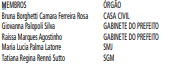 MEMBROS ÓRGÃO
Bruna Borghetti Camara Ferreira Rosa CASA CIVIL
Giovanna Palopoli Silva GABINETE DO PREFEITO
Raissa Marques Agostinho GABINETE DO PREFEITO
Maria Lucia Palma Latorre SMJ
Tatiana Regina Rennó Sutto SGM